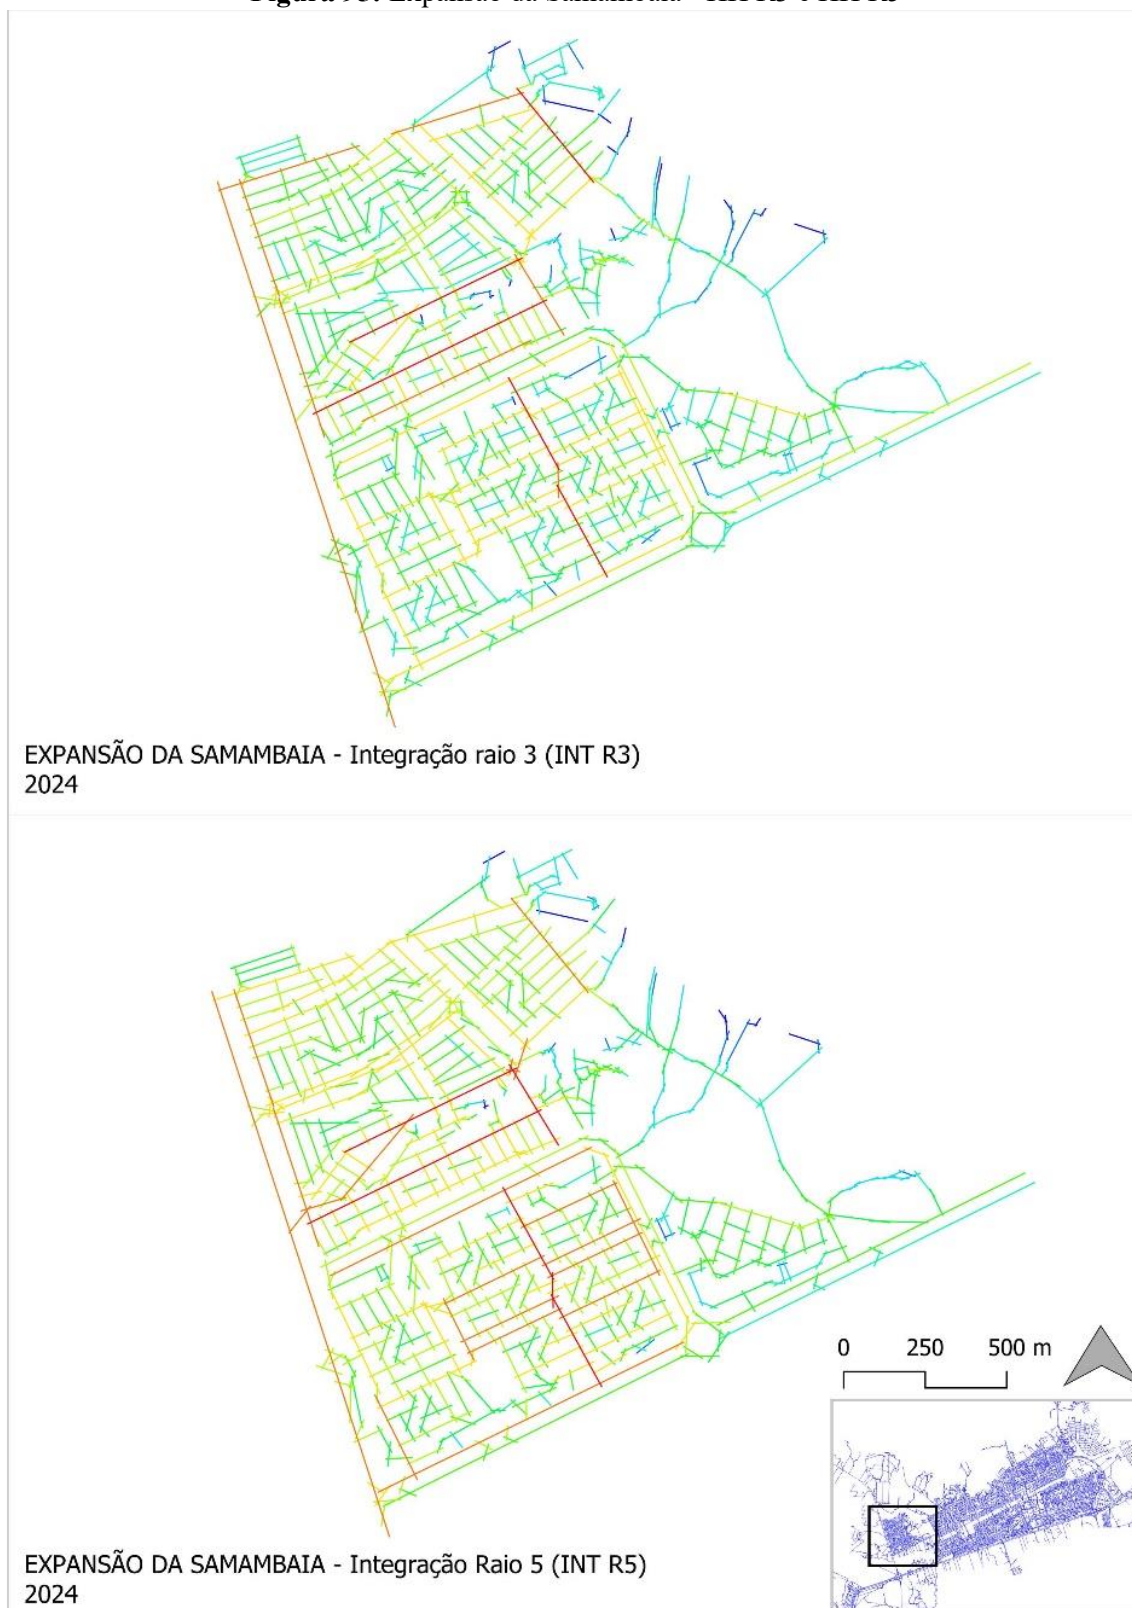 EXPANSÃO DA SAMAMBAIA - Integração raio 3 (INT R3)
2024
0 250 500 m
EXPANSÃO DA SAMAMBAIA - Integração Raio 5 (INT R5)
2024